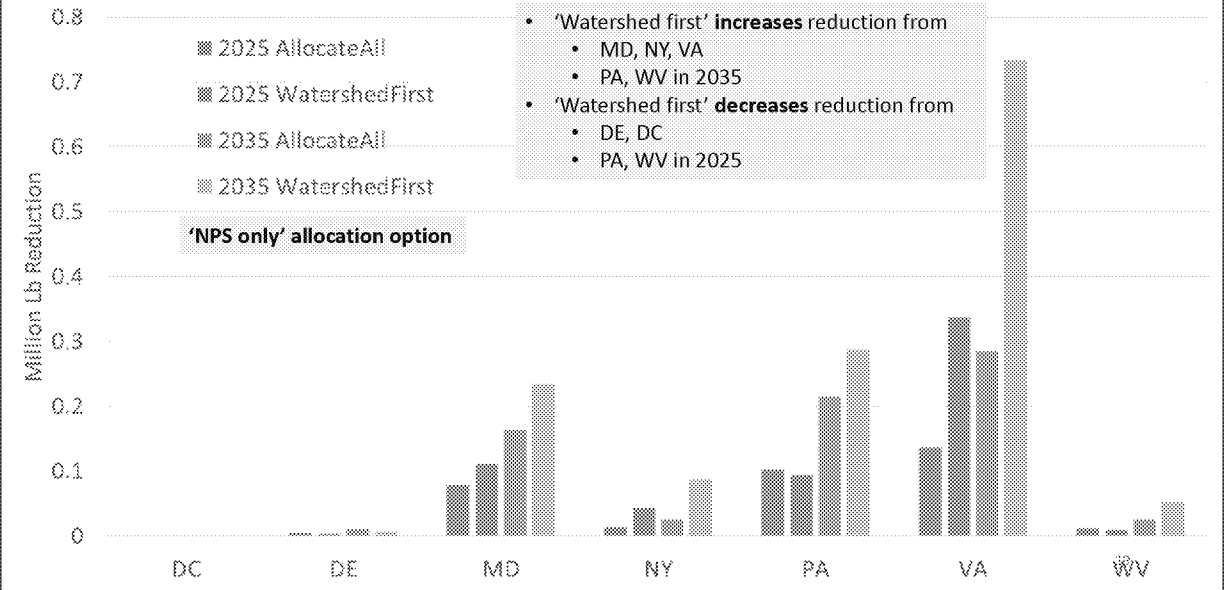 0.8
0.7
0.6
0.5
0.4
0.3
0.2
0.1
0
Million Lb Reduction
2025 AllocateAll
2025 WatershedFirst
2035 AllocateAll
2035 WatershedFirst
‘NPS only’ allocation option
• ‘Watershed first’ increases reduction from
• MD, NY, VA
• PA, WV in 2035
• ‘Watershed first’ decreases reduction from
• DE, DC
• PA, WV in 2025
DC DE MD NY PA VA WV